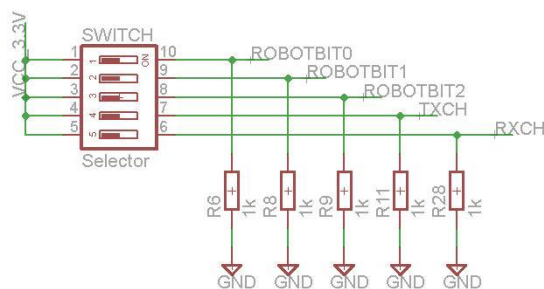 SWITCH
VCC 3.3V
1 10 ROBOTBIT0
2 9 ROBOTBIT1
3 8 ROBOTBIT2
4 7 TXCH
5 6 RXCH
1 ON
2
3
4
5
Selector
R6 1k R8 1k R9 1k R11 1k R28 1k
GND GND GND GND GND